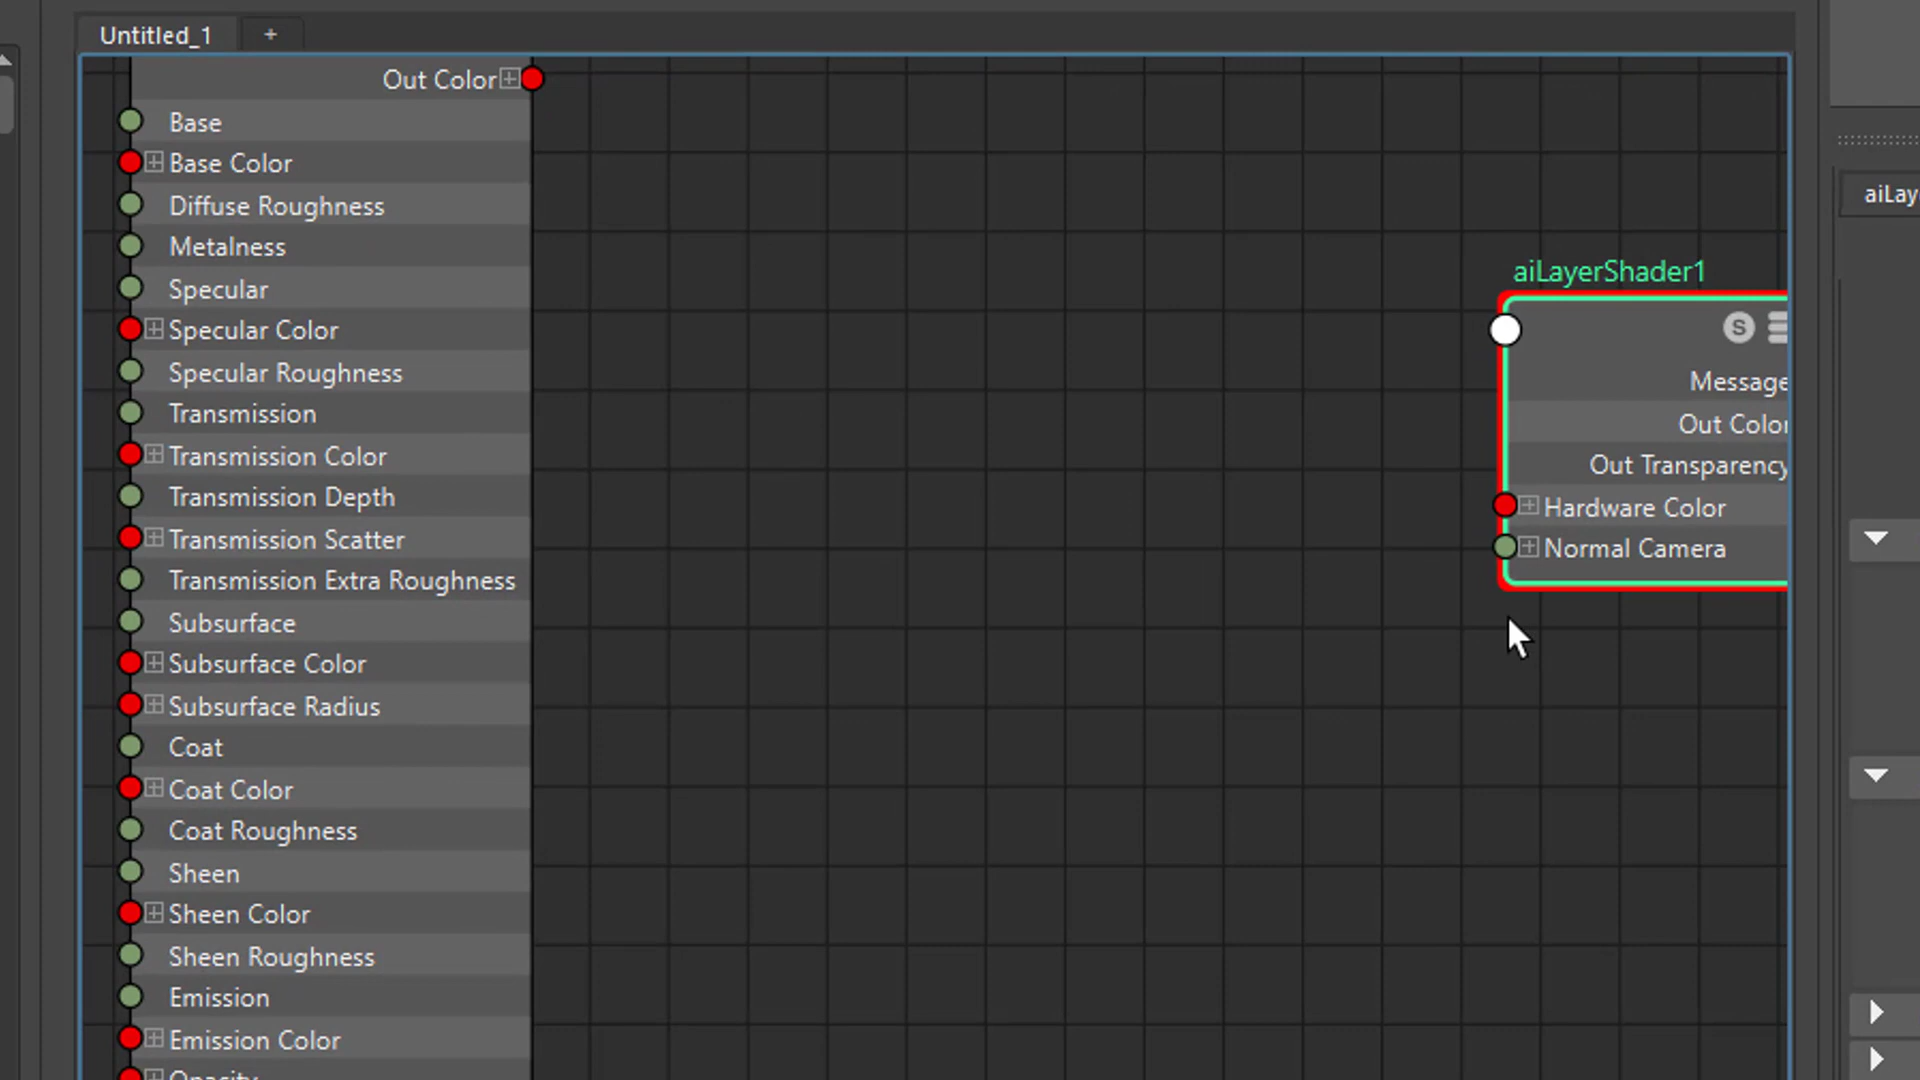 Untitled_1
+
Out Color
Base
Base Color
Diffuse Roughness
Metalness
Specular
Specular Color
Specular Roughness
Transmission
Transmission Color
Transmission Depth
Transmission Scatter
Transmission Extra Roughness
Subsurface
Subsurface Color
Subsurface Radius
Coat
Coat Color
Coat Roughness
Sheen
Sheen Color
Sheen Roughness
Emission
Emission Color
Opacity
aiLayerShader1
S
Message
Out Color
Out Transparency
Hardware Color
Normal Camera
aiLay